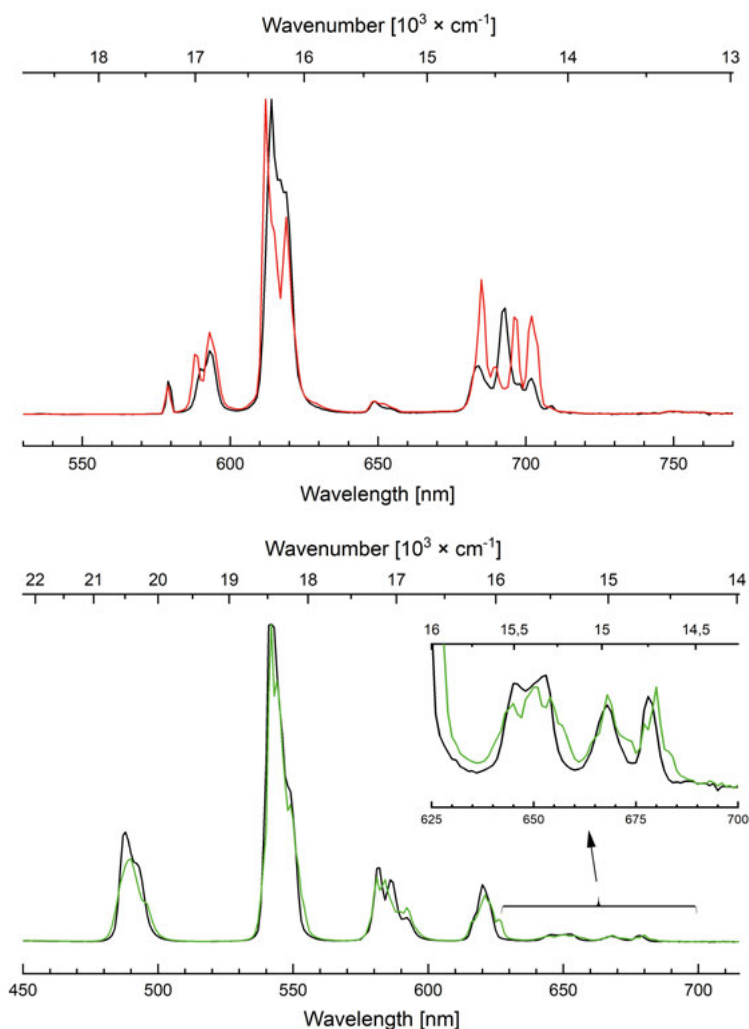 Wavenumber [10³ × cm⁻¹]
18 17 16 15 14 13
550 600 650 700 750
Wavelength [nm]
Wavenumber [10³ × cm⁻¹]
22 21 20 19 18 17 16 15 14
16 15,5 15 14,5
625 650 675 700
450 500 550 600 650 700
Wavelength [nm]